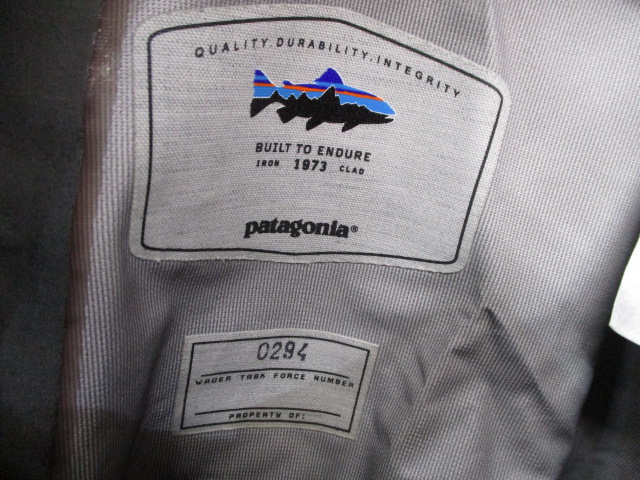 QUALITY.DURABILITY.INTEGRITY
BUILT TO ENDURE
IRON 1973 CLAD
patagonia®
0294
WADER TASK FORCE NUMBER
PROPERTY OF: